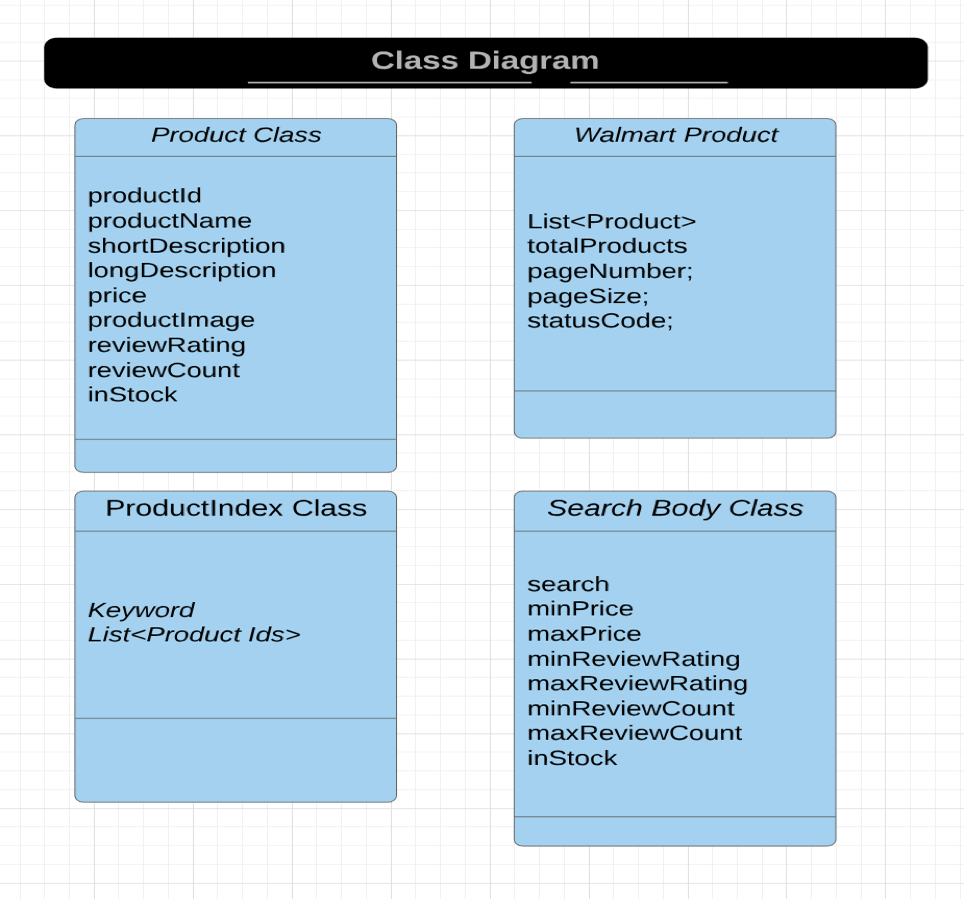 Class Diagram
Product Class
productId
productName
shortDescription
longDescription
price
productImage
reviewRating
reviewCount
inStock
Walmart Product
List<Product>
totalProducts
pageNumber;
pageSize;
statusCode;
ProductIndex Class
Keyword
List<Product Ids>
Search Body Class
search
minPrice
maxPrice
minReviewRating
maxReviewRating
minReviewCount
maxReviewCount
inStock